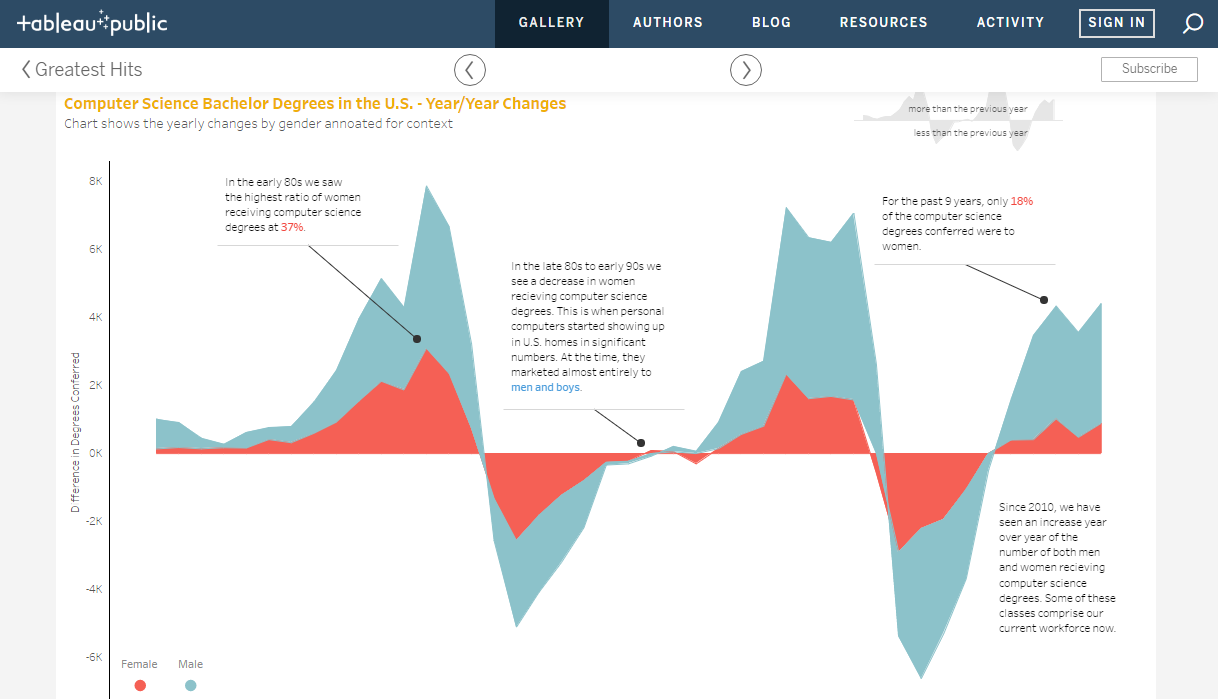 +ableau public
GALLERY AUTHORS BLOG RESOURCES ACTIVITY SIGN IN
Greatest Hits
Subscribe
Computer Science Bachelor Degrees in the U.S. - Year/Year Changes
Chart shows the yearly changes by gender annoated for context
more than the previous year
less than the previous year
8K
6K
4K
2K
0K
-2K
-4K
-6K
Difference in Degrees Conferred
In the early 80s we saw
the highest ratio of women
receiving computer science
degrees at 37%.
In the late 80s to early 90s we
see a decrease in women
recieving computer science
degrees. This is when personal
computers started showing up
in U.S. homes in significant
numbers. At the time, they
marketed almost entirely to
men and boys.
For the past 9 years, only 18%
of the computer science
degrees conferred were to
women.
Since 2010, we have
seen an increase year
over year of the
number of both men
and women recieving
computer science
degrees. Some of these
classes comprise our
current workforce now.
Female Male